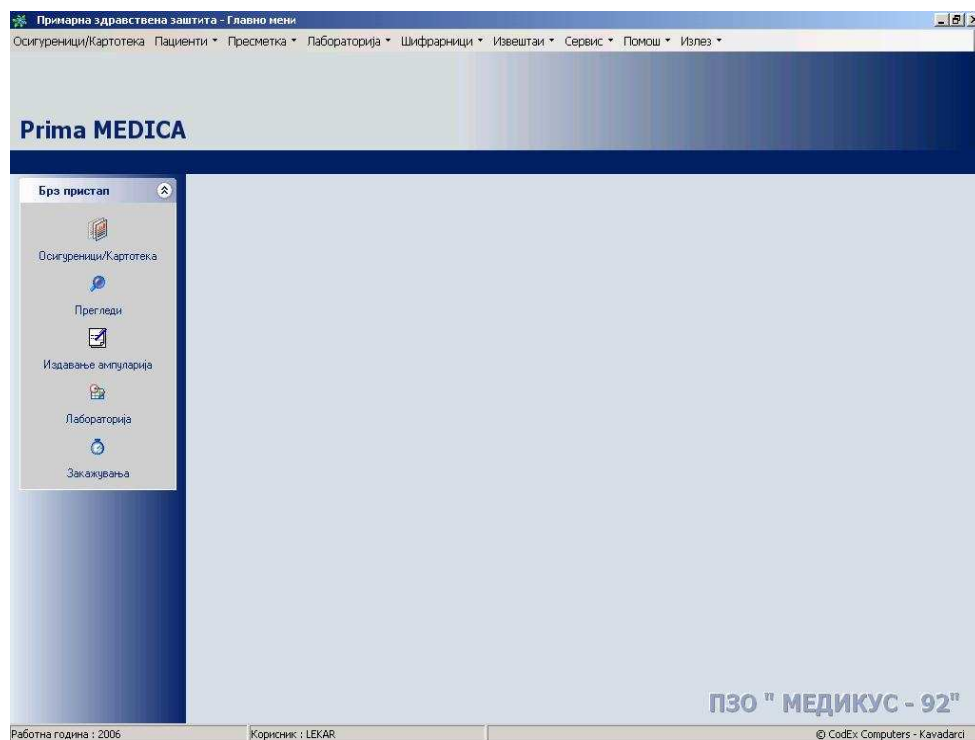 Примарна здравствена заштита - Главно мени
Осигуреници/Картотека Пациенти Пресметка Лабораторија Шифрарници Извештаи Сервис Помош Излез
Prima MEDICA
Брз пристап
Осигуреници/Картотека
Прегледи
Издавање ампуларија
Лабораторија
Закажувања
ПЗО " МЕДИКУС - 92"
Работна година : 2006 Корисник : LEKAR © CodEx Computers - Kavadarci